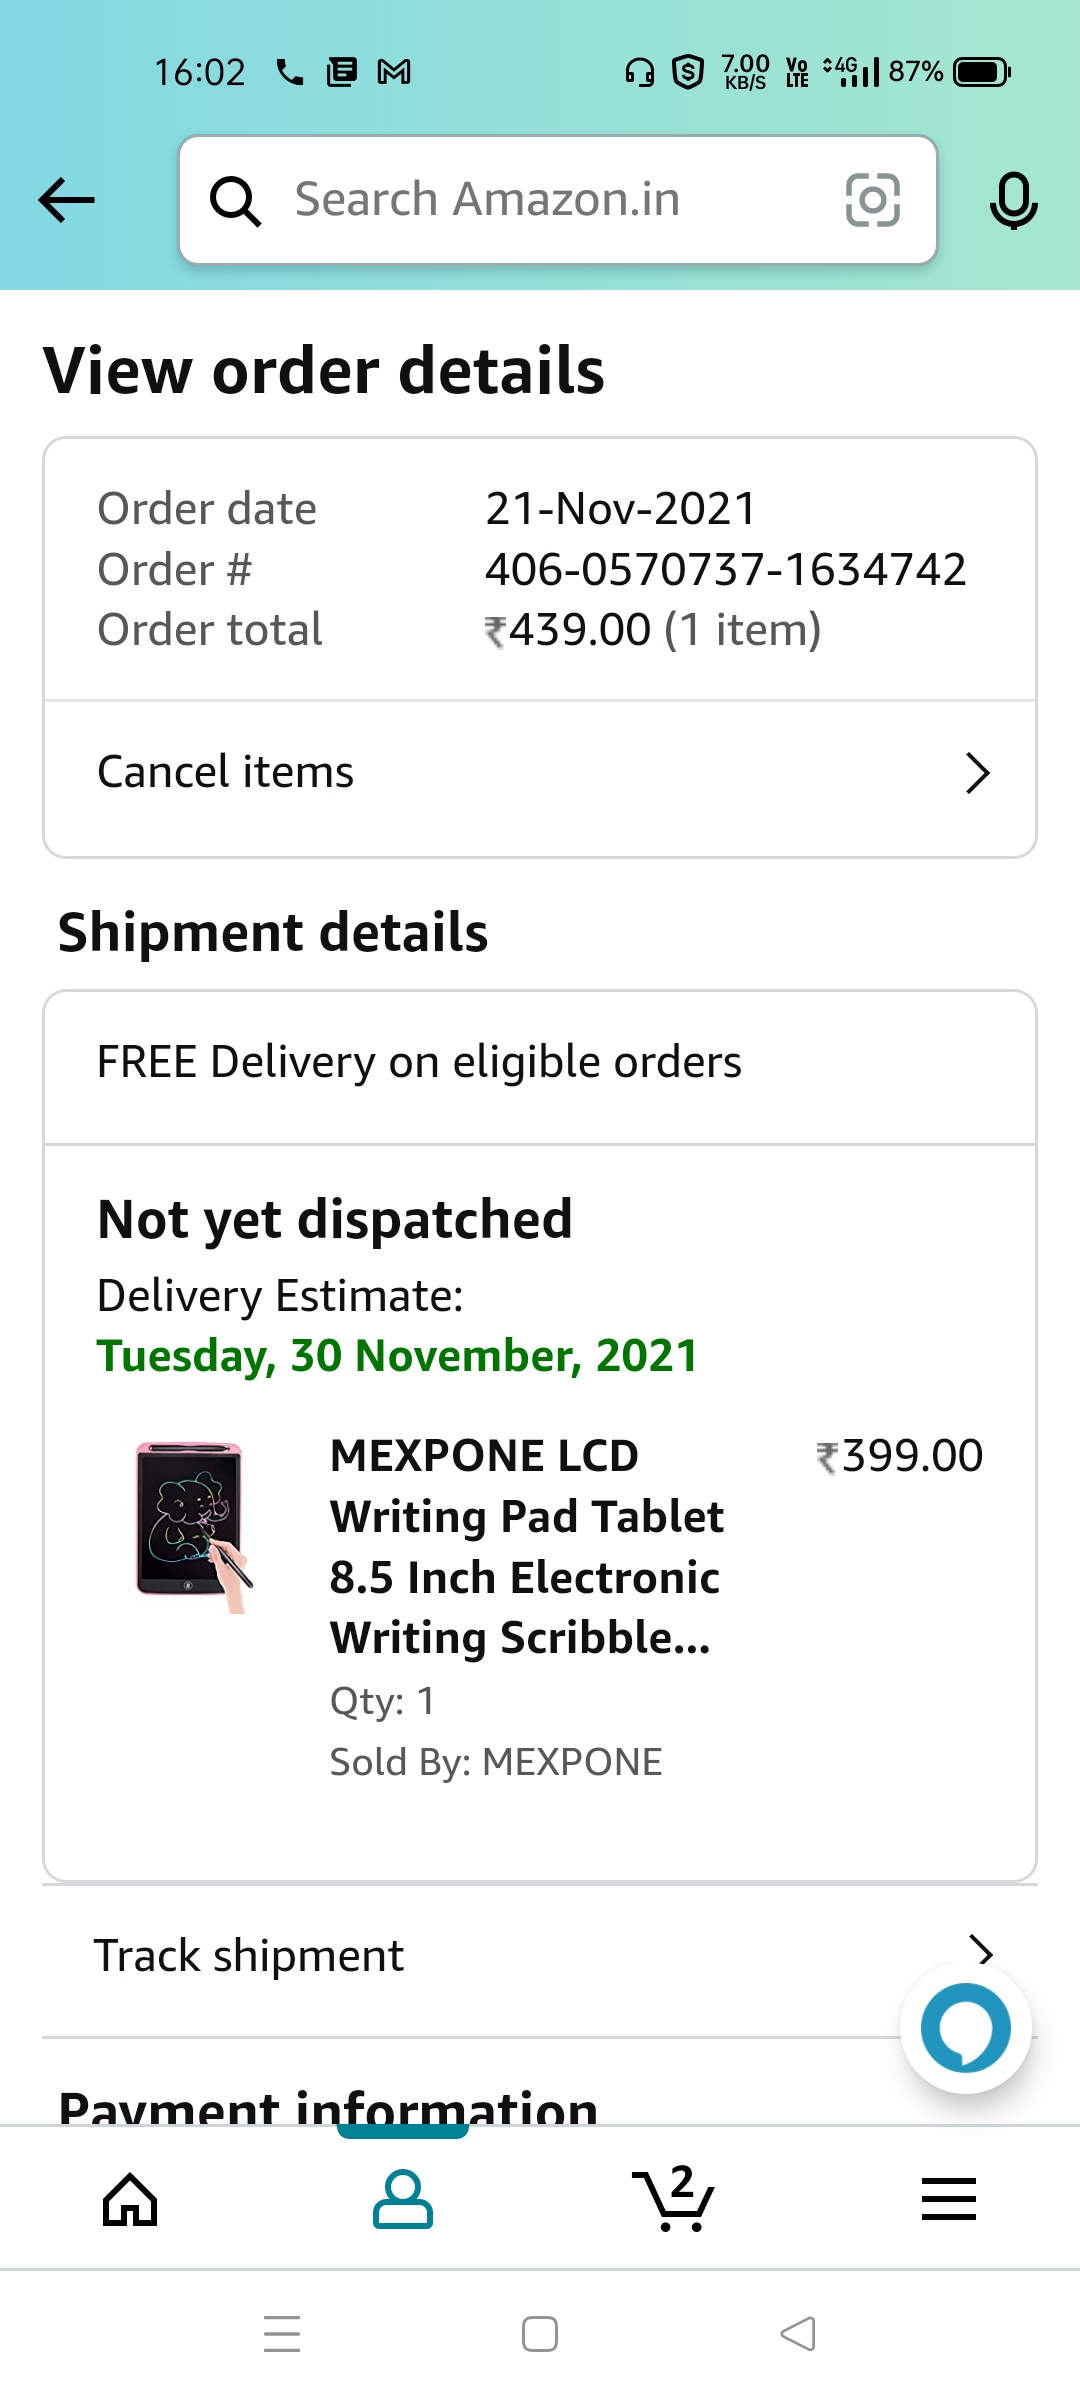 16:02 7.00 KB/S Vo LTE 4G 87%
Search Amazon.in
View order details
Order date 21-Nov-2021
Order # 406-0570737-1634742
Order total ₹439.00 (1 item)
Cancel items
Shipment details
FREE Delivery on eligible orders
Not yet dispatched
Delivery Estimate:
Tuesday, 30 November, 2021
MEXPONE LCD ₹399.00
Writing Pad Tablet
8.5 Inch Electronic
Writing Scribble...
Qty: 1
Sold By: MEXPONE
Track shipment
Payment information
2